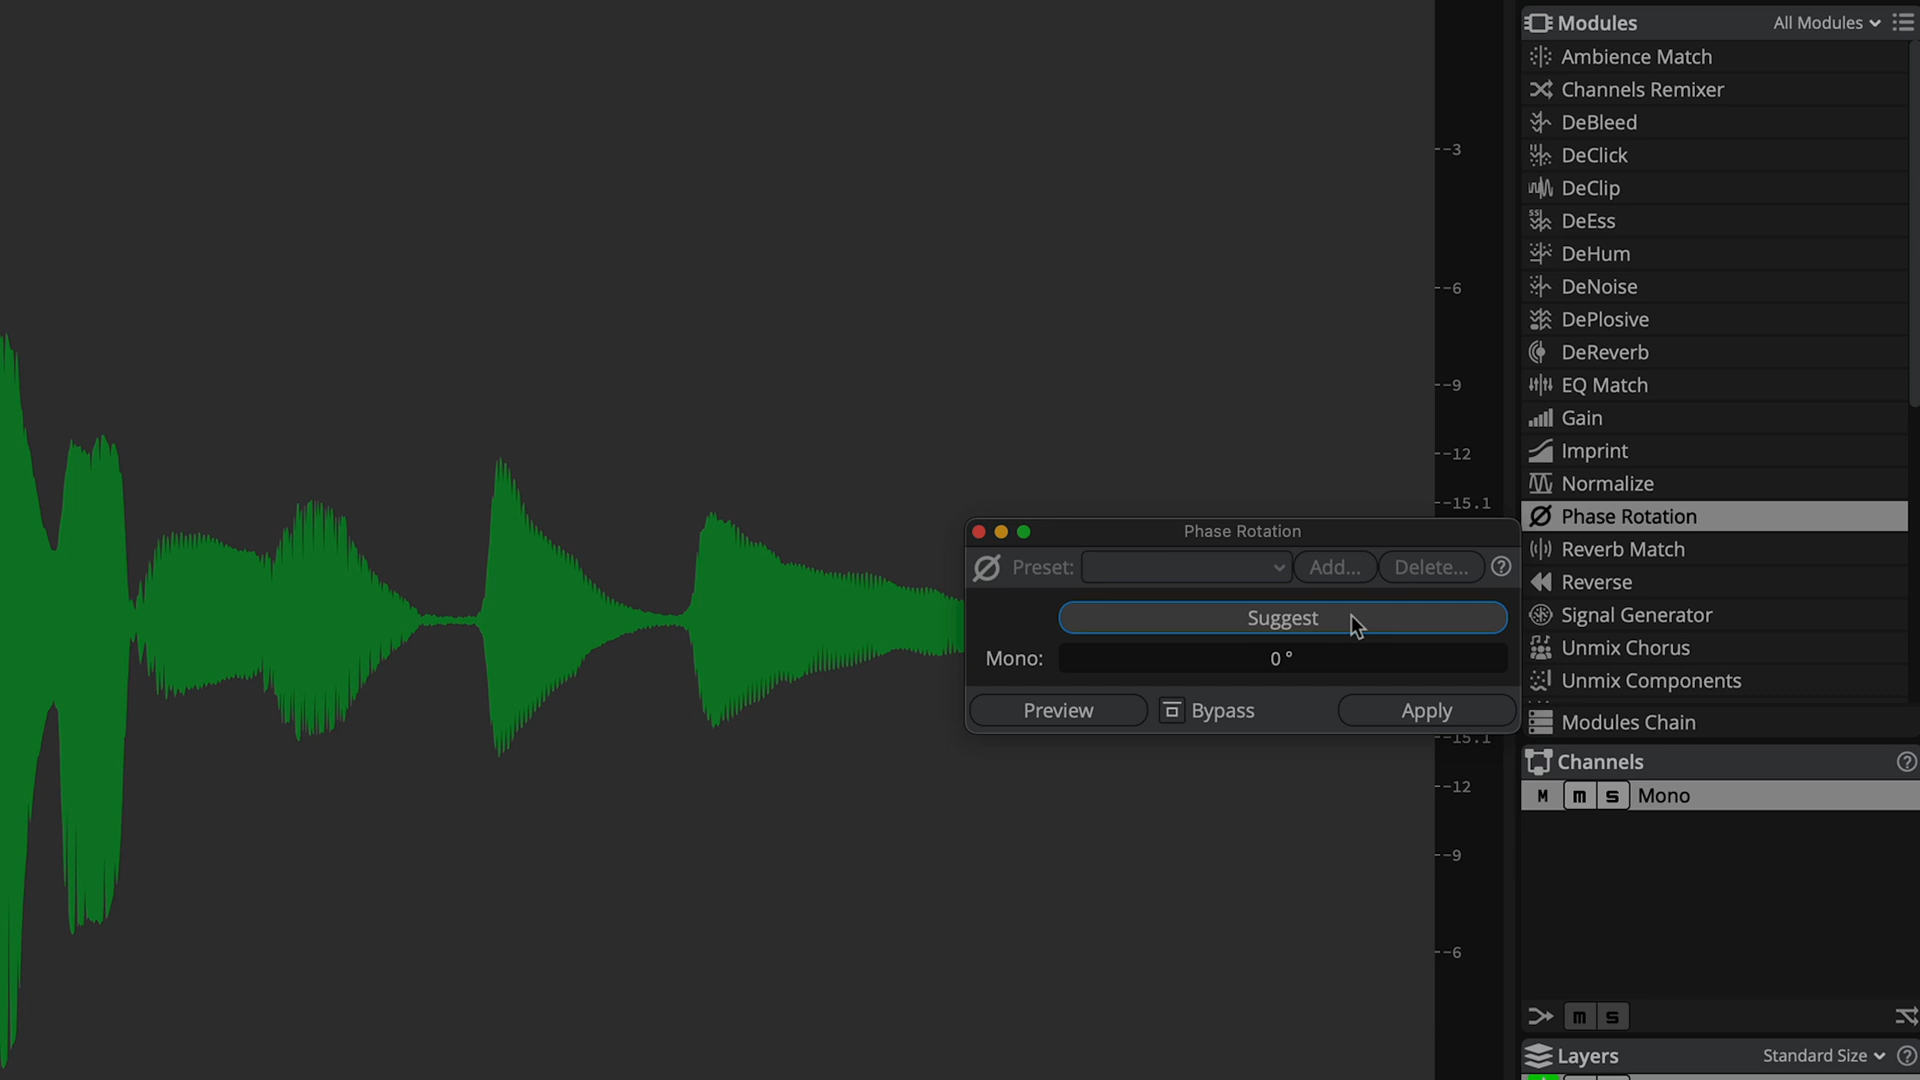 Modules All Modules
Ambience Match
Channels Remixer
DeBleed
DeClick
DeClip
DeEss
DeHum
DeNoise
DePlosive
DeReverb
EQ Match
Gain
Imprint
Normalize
Phase Rotation
Reverb Match
Reverse
Signal Generator
Unmix Chorus
Unmix Components
Modules Chain
Channels
M m s Mono
m s
Layers Standard Size
-3
-6
-9
-12
-15.1
-15.1
-12
-9
-6
Phase Rotation
Preset: Add... Delete...
Suggest
Mono: 0 °
Preview Bypass Apply